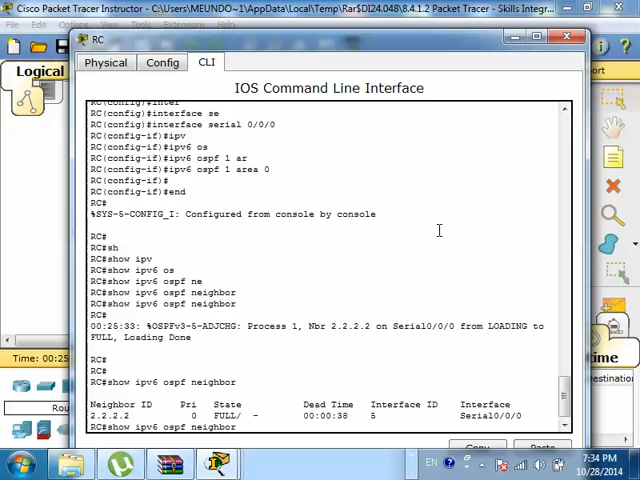 Cisco Packet Tracer Instructor - C:\Users\MEUNDO~1\AppData\Local\Temp\Rar$DI24.048\8.4.1.2 Packet Tracer - Skills Integr
File Edit Options View Tools Extensions Help
RC
Logical
Physical Config CLI
IOS Command Line Interface
RC(config)#inter
RC(config)#interface se
RC(config)#interface serial 0/0/0
RC(config-if)#ipv
RC(config-if)#ipv6 os
RC(config-if)#ipv6 ospf 1 ar
RC(config-if)#ipv6 ospf 1 area 0
RC(config-if)#
RC(config-if)#end
RC#
%SYS-5-CONFIG_I: Configured from console by console
RC#
RC#sh
RC#show ipv
RC#show ipv6 os
RC#show ipv6 ospf ne
RC#show ipv6 ospf neighbor
RC#show ipv6 ospf neighbor
RC#
00:25:33: %OSPFv3-5-ADJCHG: Process 1, Nbr 2.2.2.2 on Serial0/0/0 from LOADING to
FULL, Loading Done
RC#
RC#
RC#show ipv6 ospf neighbor
Neighbor ID Pri State Dead Time Interface ID Interface
2.2.2.2 0 FULL/ - 00:00:38 5 Serial0/0/0
RC#show ipv6 ospf neighbor
Copy Paste
Time: 00:25
Rou
port
time
Destination
EN
7:34 PM
10/28/2014